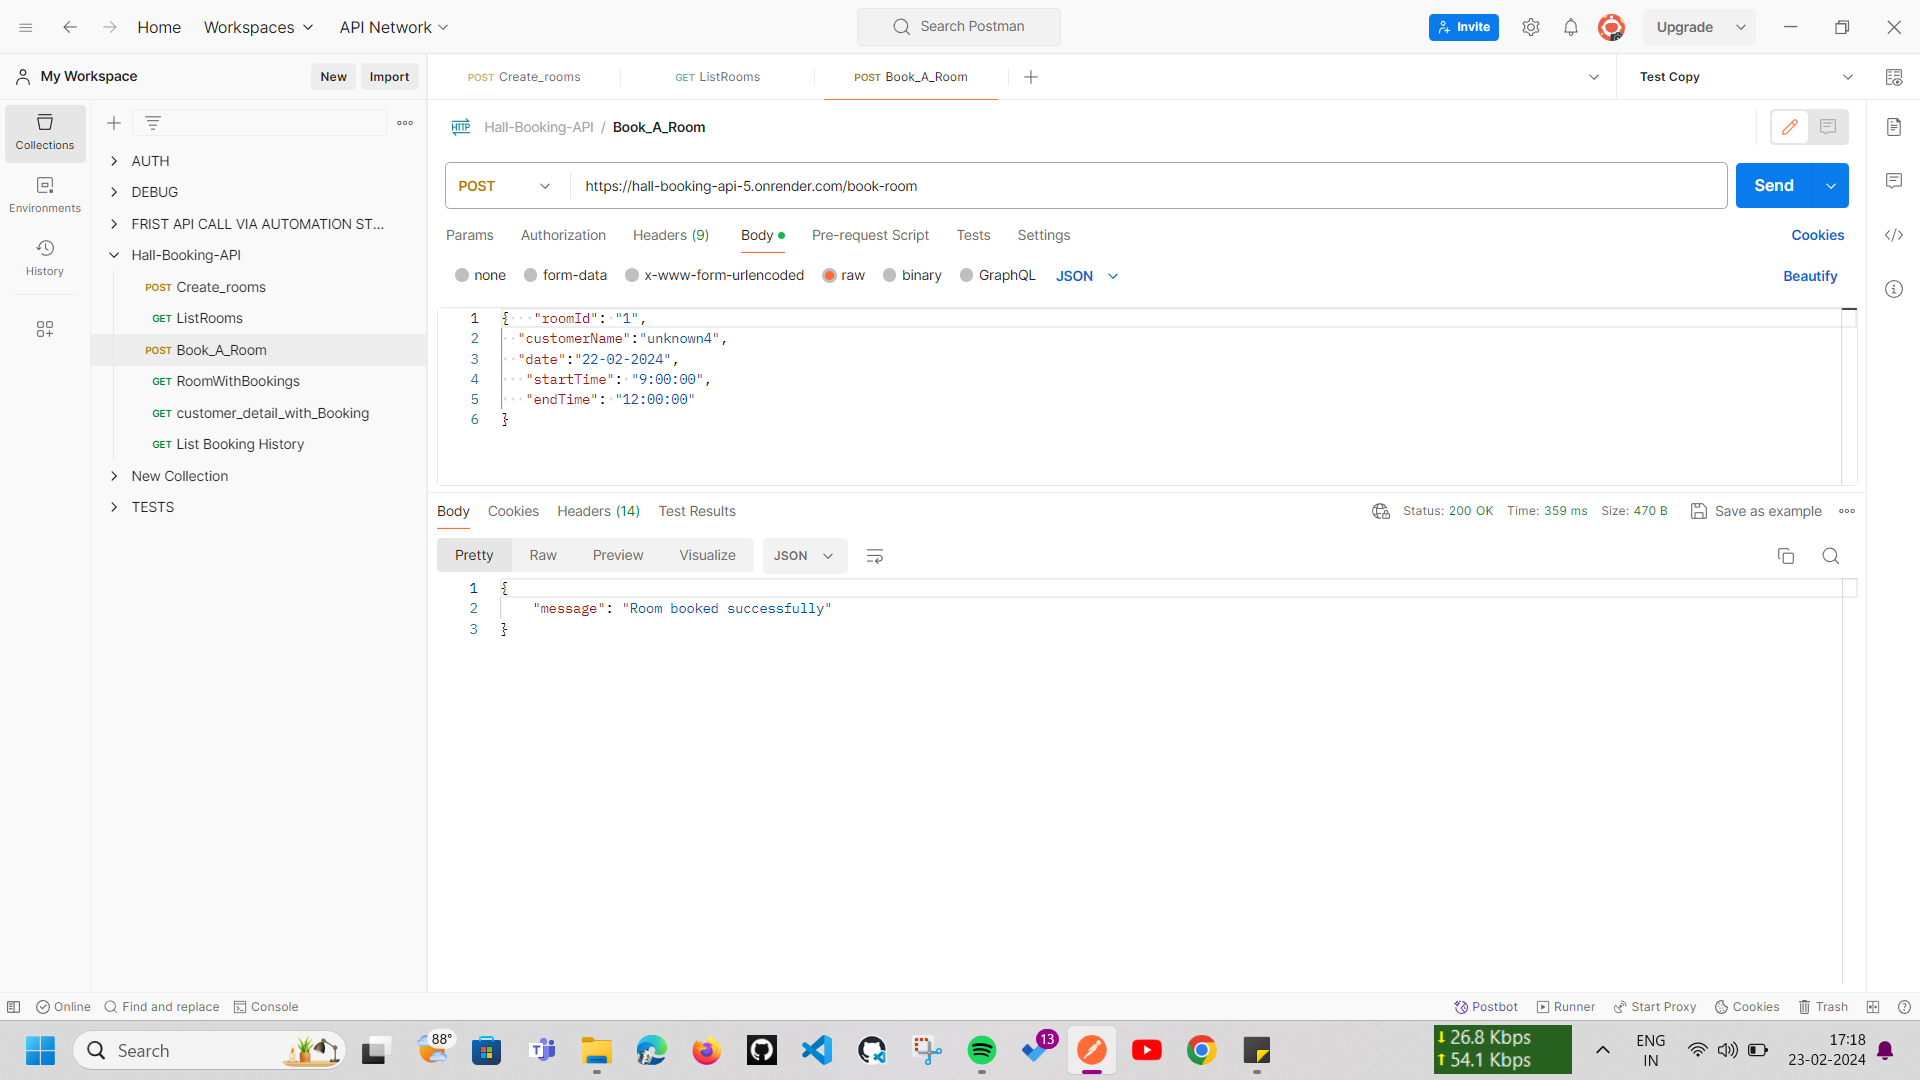 Home
Workspaces
API Network
Search Postman
Invite
Upgrade
My Workspace
New
Import
POST Create_rooms
GET ListRooms
POST Book_A_Room
Test Copy
Collections
Environments
History
AUTH
DEBUG
FRIST API CALL VIA AUTOMATION ST...
Hall-Booking-API
POST Create_rooms
GET ListRooms
POST Book_A_Room
GET RoomWithBookings
GET customer_detail_with_Booking
GET List Booking History
New Collection
TESTS
HTTP Hall-Booking-API / Book_A_Room
POST https://hall-booking-api-5.onrender.com/book-room
Send
Params Authorization Headers (9) Body Pre-request Script Tests Settings Cookies
none form-data x-www-form-urlencoded raw binary GraphQL JSON Beautify
1 { "roomId": "1",
2 "customerName":"unknown4",
3 "date":"22-02-2024",
4 "startTime": "9:00:00",
5 "endTime": "12:00:00"
6 }
Body Cookies Headers (14) Test Results Status: 200 OK Time: 359 ms Size: 470 B Save as example
Pretty Raw Preview Visualize JSON
1 {
2 "message": "Room booked successfully"
3 }
Online Find and replace Console Postbot Runner Start Proxy Cookies Trash
Search
88°
13
26.8 Kbps
54.1 Kbps
ENG
IN
17:18
23-02-2024